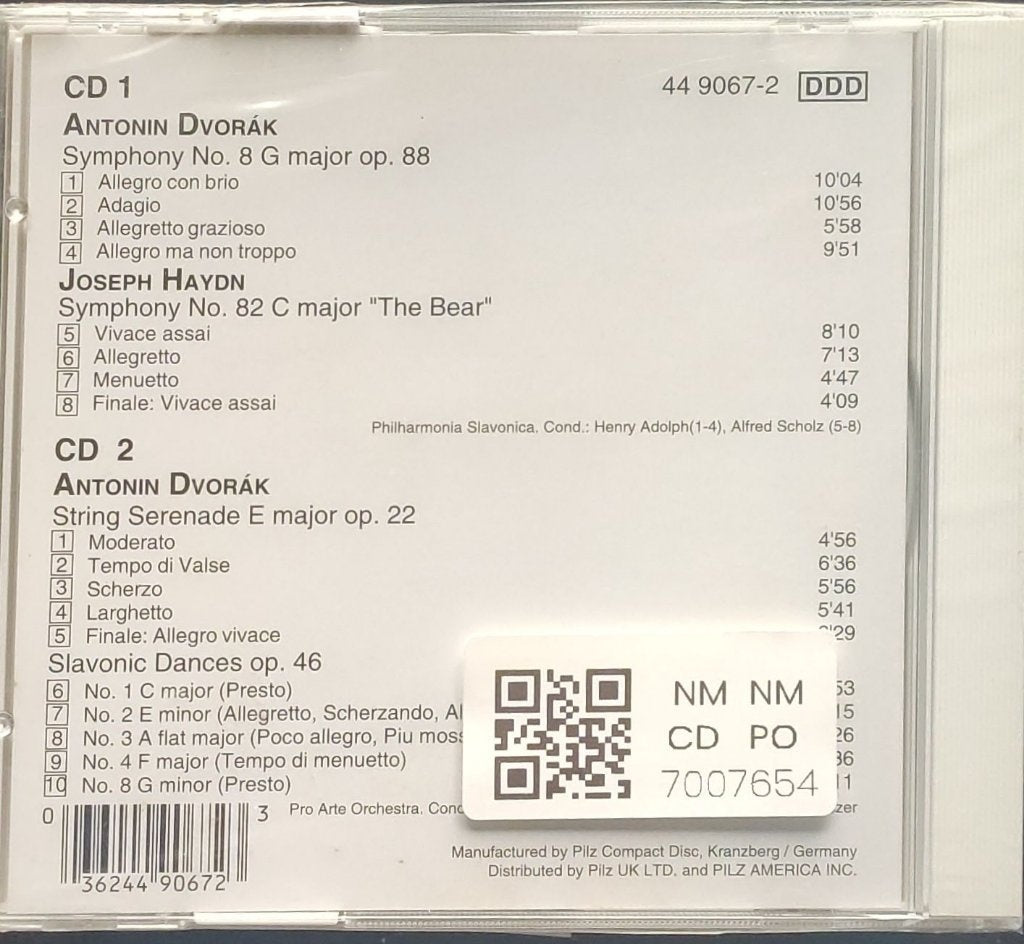 CD 1 44 9067-2 DDD
ANTONIN DVORÁK
Symphony No. 8 G major op. 88
1 Allegro con brio 10'04
2 Adagio 10'56
3 Allegretto grazioso 5'58
4 Allegro ma non troppo 9'51
JOSEPH HAYDN
Symphony No. 82 C major "The Bear"
5 Vivace assai 8'10
6 Allegretto 7'13
7 Menuetto 4'47
8 Finale: Vivace assai 4'09
Philharmonia Slavonica. Cond.: Henry Adolph(1-4), Alfred Scholz (5-8)
CD 2
ANTONIN DVORÁK
String Serenade E major op. 22
1 Moderato 4'56
2 Tempo di Valse 6'36
3 Scherzo 5'56
4 Larghetto 5'41
5 Finale: Allegro vivace '29
Slavonic Dances op. 46
6 No. 1 C major (Presto) 53
7 No. 2 E minor (Allegretto, Scherzando, 15
8 No. 3 A flat major (Poco allegro, Piu 26
9 No. 4 F major (Tempo di menuetto) 36
10 No. 8 G minor (Presto) 11
Pro Arte Orchestra.
NM NM
CD PO
7007654
0 36244 90672 3
Manufactured by Pilz Compact Disc, Kranzberg / Germany
Distributed by Pilz UK LTD. and PILZ AMERICA INC.